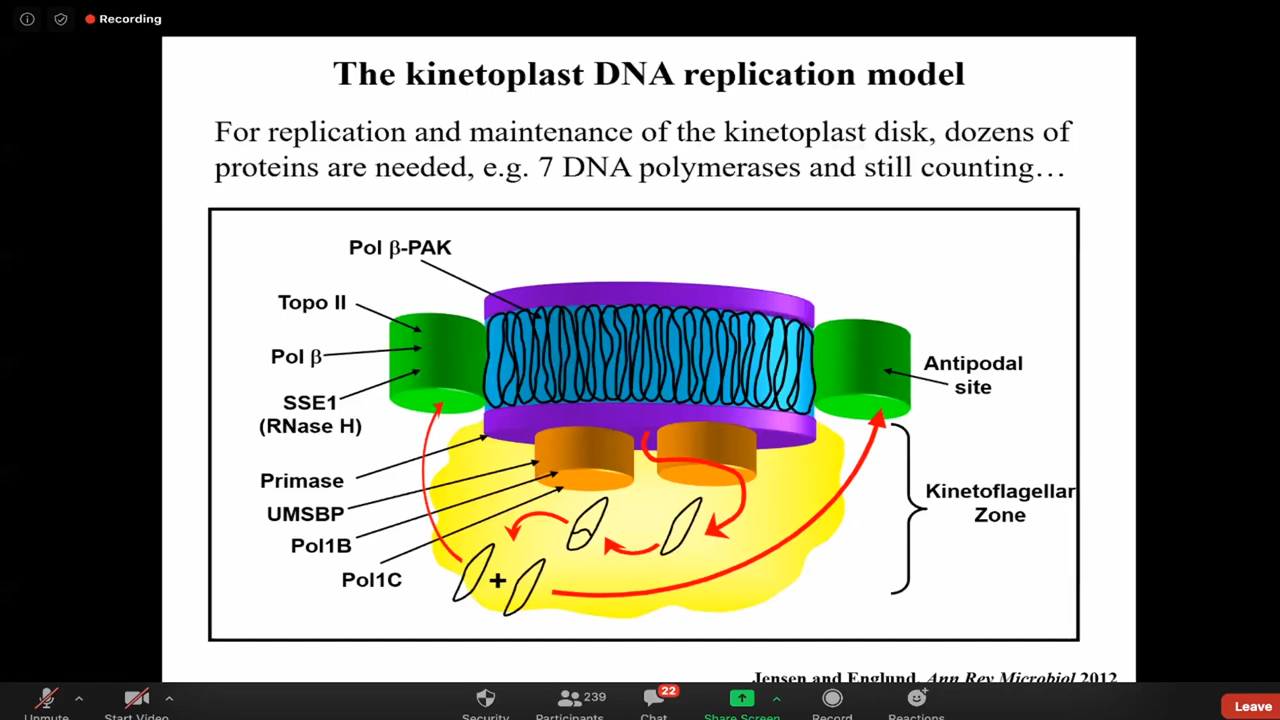 Recording
The kinetoplast DNA replication model
For replication and maintenance of the kinetoplast disk, dozens of
proteins are needed, e.g. 7 DNA polymerases and still counting…
Pol β-PAK
Topo II
Pol β
SSE1
(RNase H)
Primase
UMSBP
Pol1B
Pol1C
Antipodal
site
Kinetoflagellar
Zone
+
Jensen and Englund, Ann Rev Microbiol 2012
Unmute
Start Video
Security
Participants
239
Chat
22
Share Screen
Record
Reactions
Leave